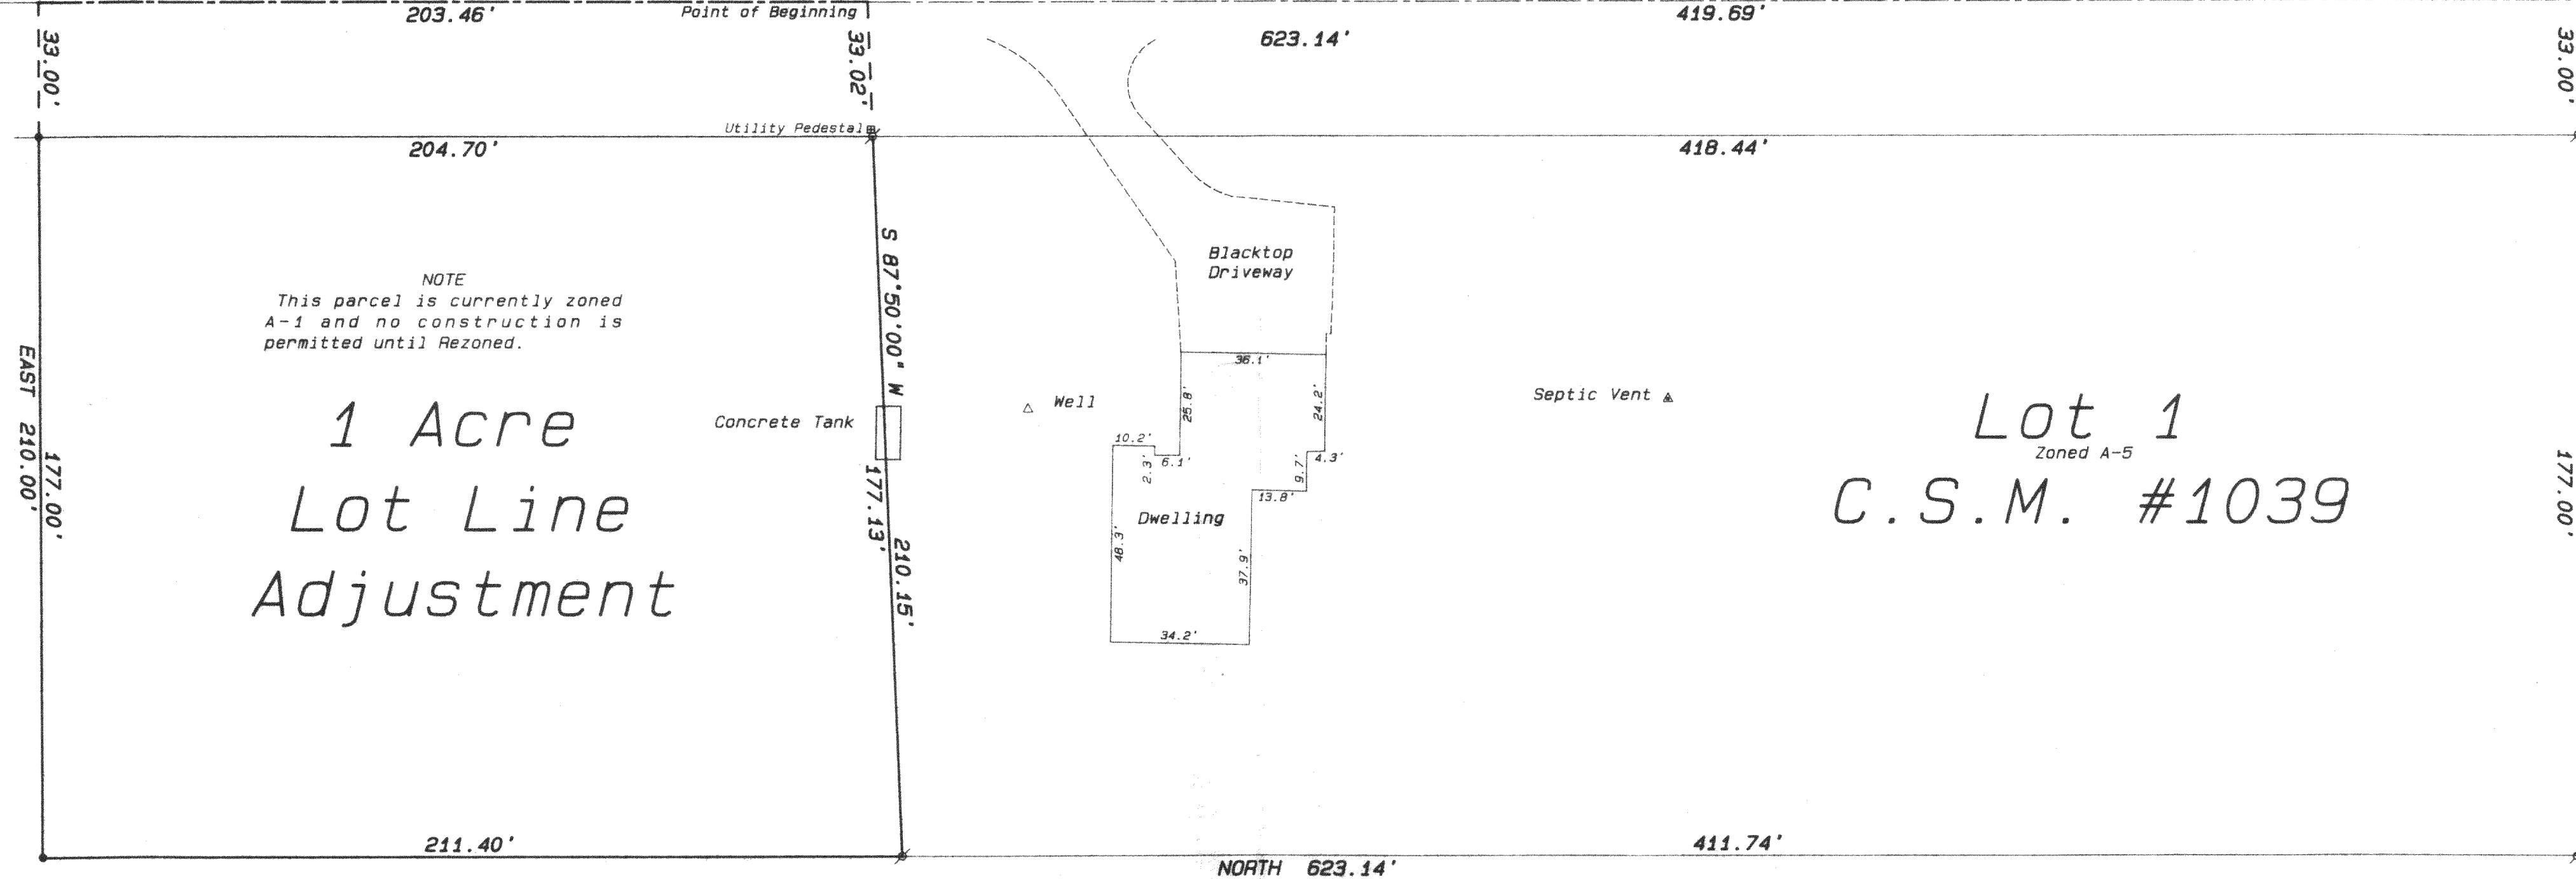 203.46'
Point of Beginning
419.69'
623.14'
33.00'
33.02'
33.00'
Utility Pedestal
204.70'
418.44'
S 87°50'00" W
Blacktop
Driveway
NOTE
This parcel is currently zoned
A-1 and no construction is
permitted until Rezoned.
EAST 210.00'
177.00'
1 Acre
Lot Line
Adjustment
Concrete Tank
177.13'
210.15'
Well
36.1'
25.8'
24.2'
10.2'
2.3'
6.1'
9.7'
4.3'
13.8'
Dwelling
48.3'
37.9'
34.2'
Septic Vent
Lot 1
Zoned A-5
C.S.M. #1039
177.00'
211.40'
411.74'
NORTH 623.14'